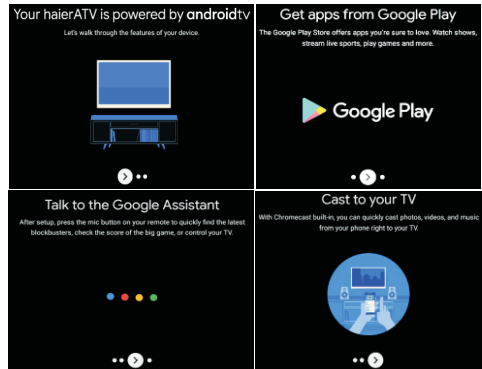 Your haierATV is powered by androidtv
Let's walk through the features of your device.
Get apps from Google Play
The Google Play Store offers apps you're sure to love. Watch shows,
stream live sports, play games and more.
Google Play
Talk to the Google Assistant
After setup, press the mic button on your remote to quickly find the latest
blockbusters, check the score of the big game, or control your TV.
Cast to your TV
With Chromecast built-in, you can quickly cast photos, videos, and music
from your phone right to your TV.